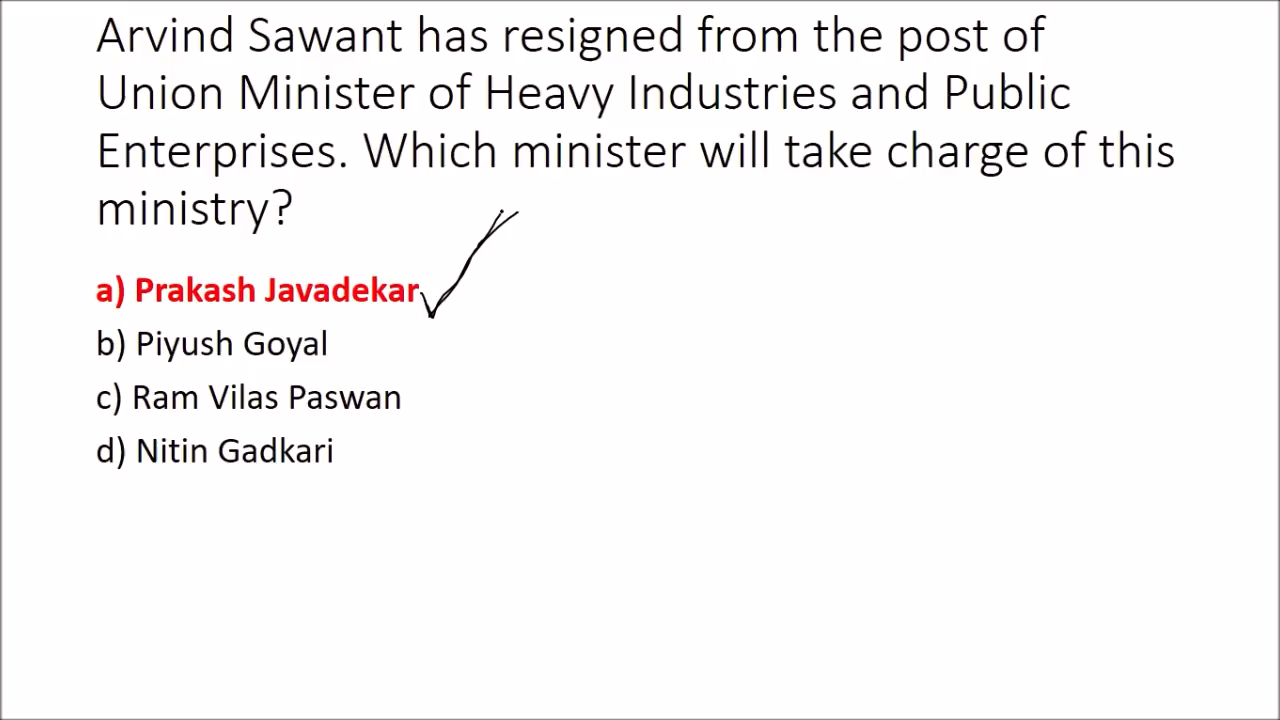 Arvind Sawant has resigned from the post of
Union Minister of Heavy Industries and Public
Enterprises. Which minister will take charge of this
ministry?
a) Prakash Javadekar
b) Piyush Goyal
c) Ram Vilas Paswan
d) Nitin Gadkari